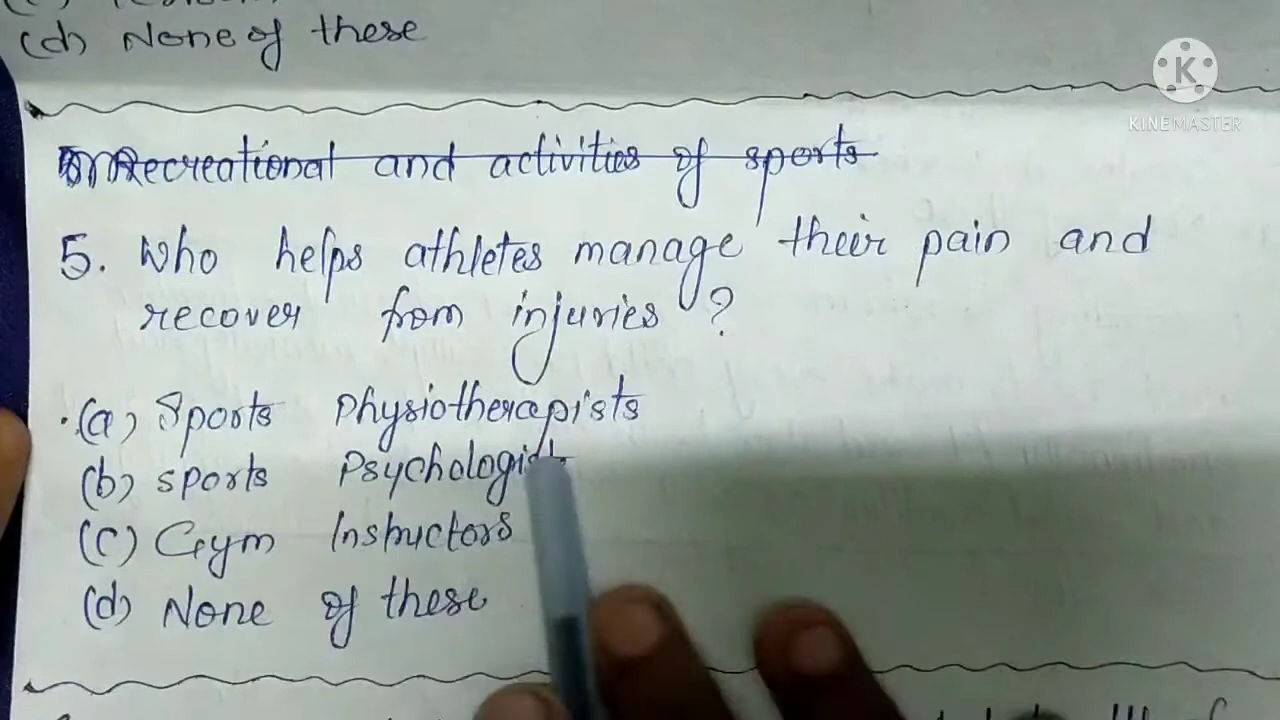 (d) None of these
KINEMASTER
Recreational and activities of sports
5. Who helps athletes manage their pain and
recover from injuries ?
(a) Sports Physiotherapists
(b) sports Psychologist
(c) Gym Instructors
(d) None of these